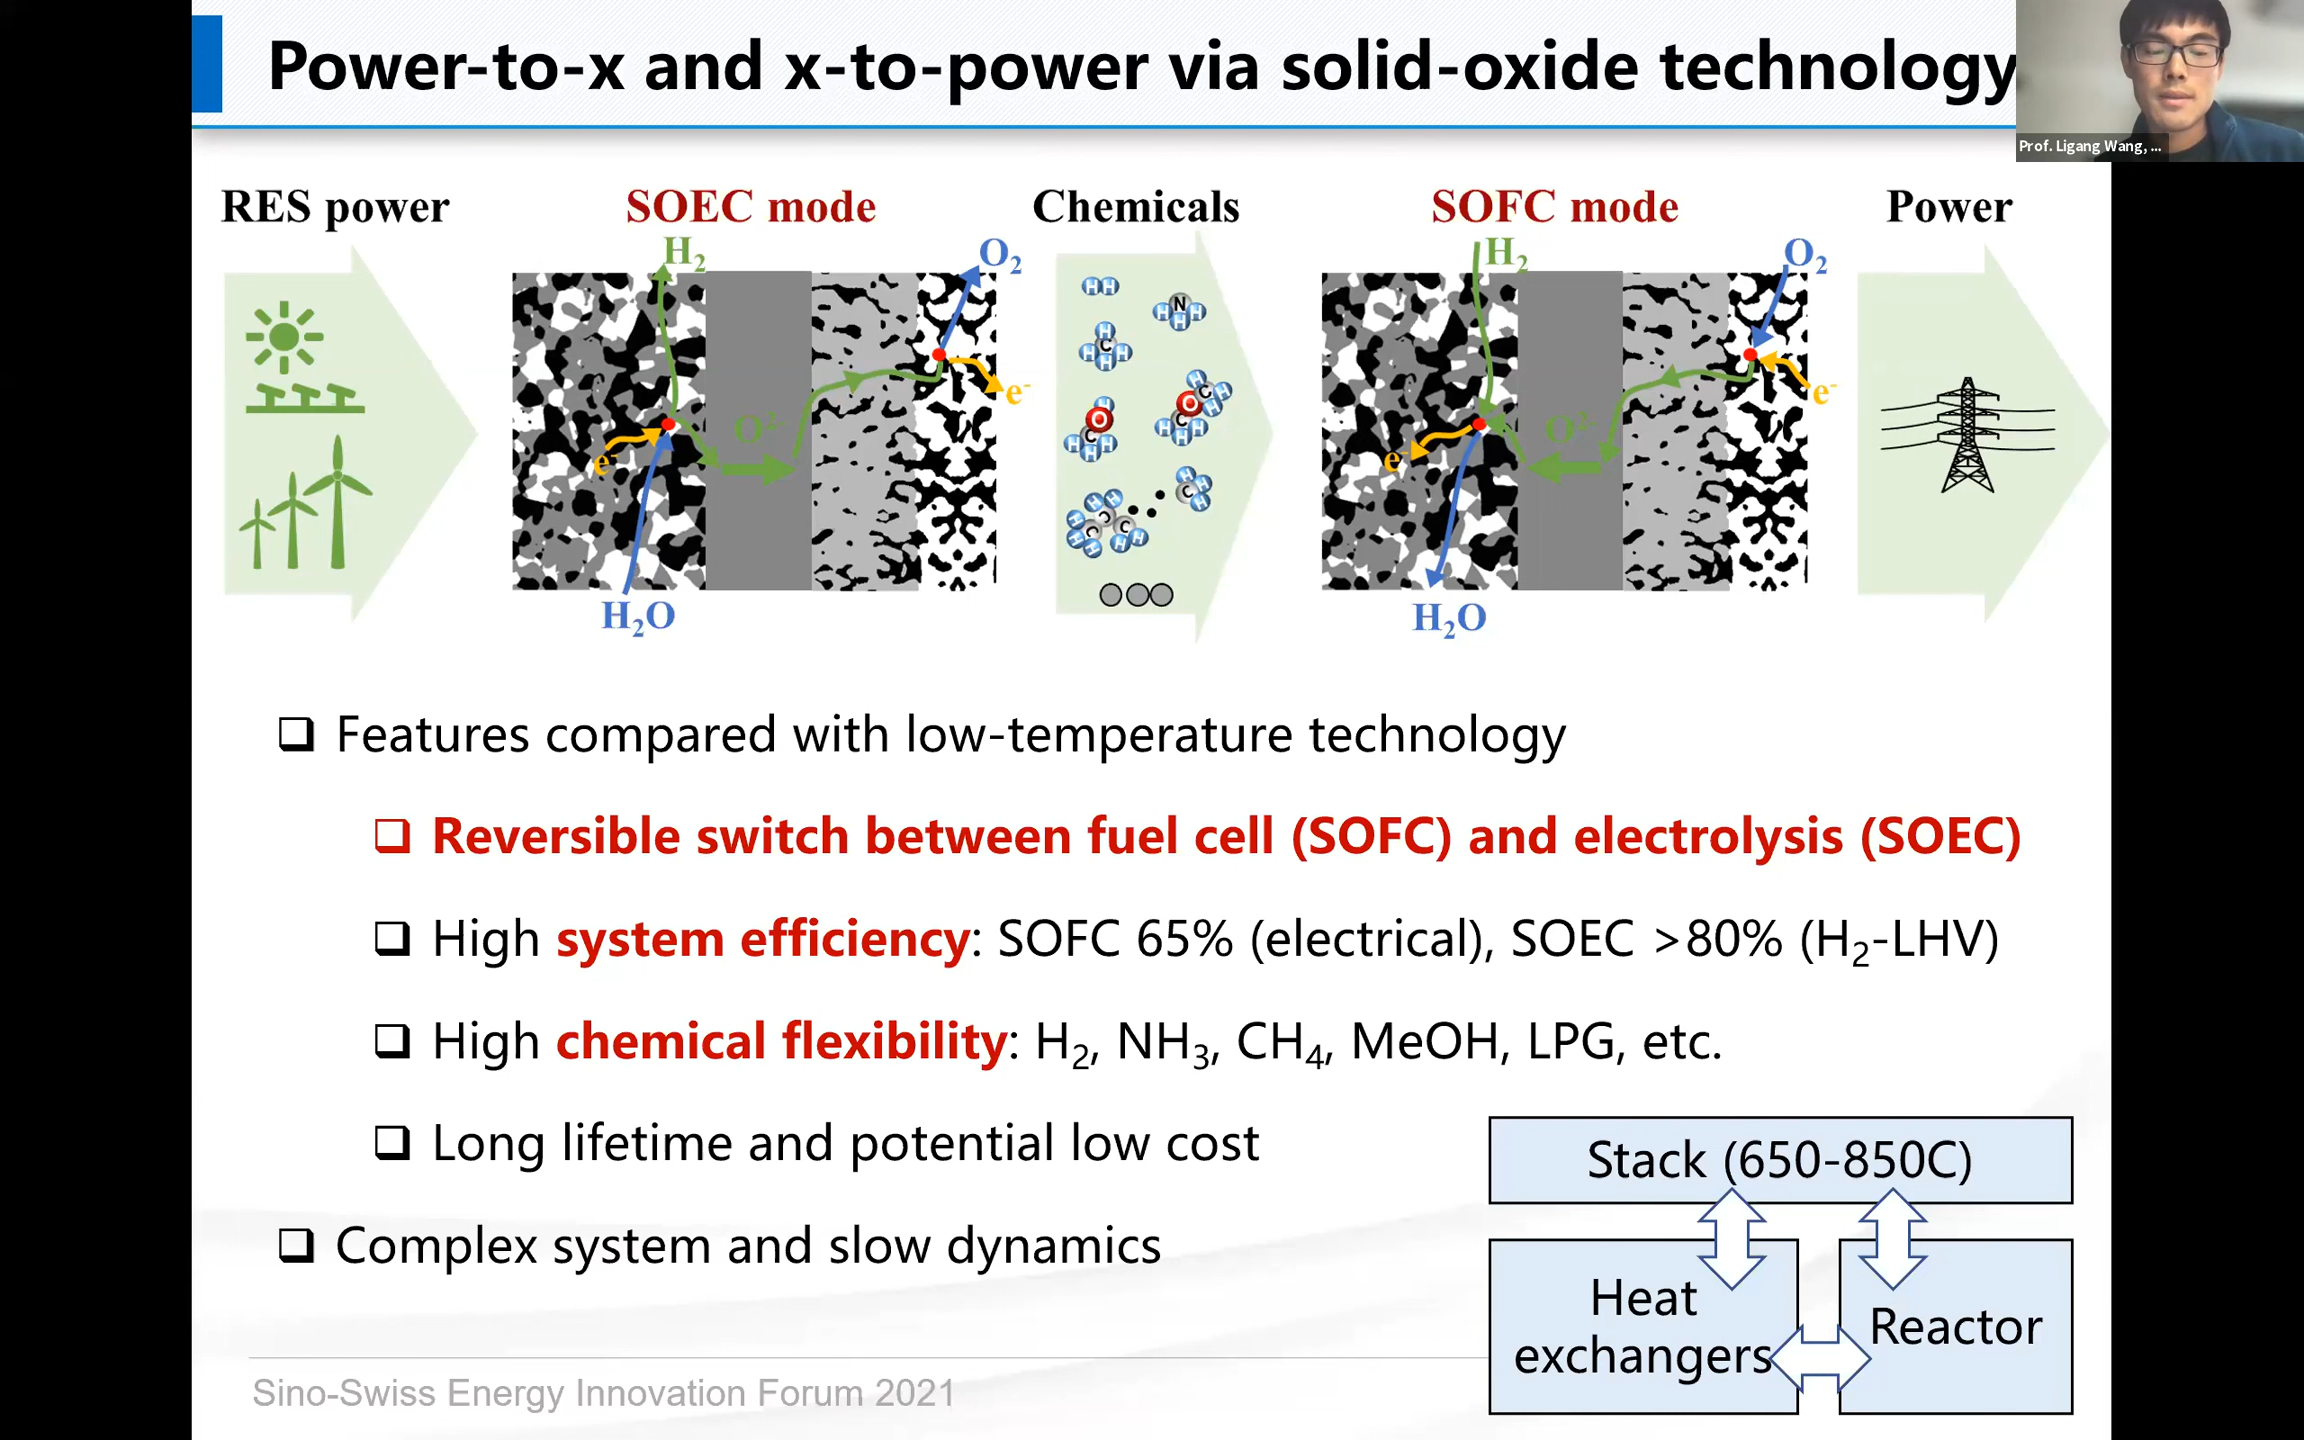 Power-to-x and x-to-power via solid-oxide technology
Prof. Ligang Wang, ...
RES power
SOEC mode
Chemicals
SOFC mode
Power
H₂
O₂
H₂
O₂
HH
N
H H H
H
H C H
H
e⁻
e⁻
H
O
C
H H
H
H
C H
O H
C
H H
H
O²⁻
O²⁻
e⁻
e⁻
H
C H
H
H H
H C
H C C
H H H
H₂O
H₂O
❑ Features compared with low-temperature technology
❑ Reversible switch between fuel cell (SOFC) and electrolysis (SOEC)
❑ High system efficiency: SOFC 65% (electrical), SOEC >80% (H₂-LHV)
❑ High chemical flexibility: H₂, NH₃, CH₄, MeOH, LPG, etc.
❑ Long lifetime and potential low cost
❑ Complex system and slow dynamics
Stack (650-850C)
Heat
exchangers
Reactor
Sino-Swiss Energy Innovation Forum 2021